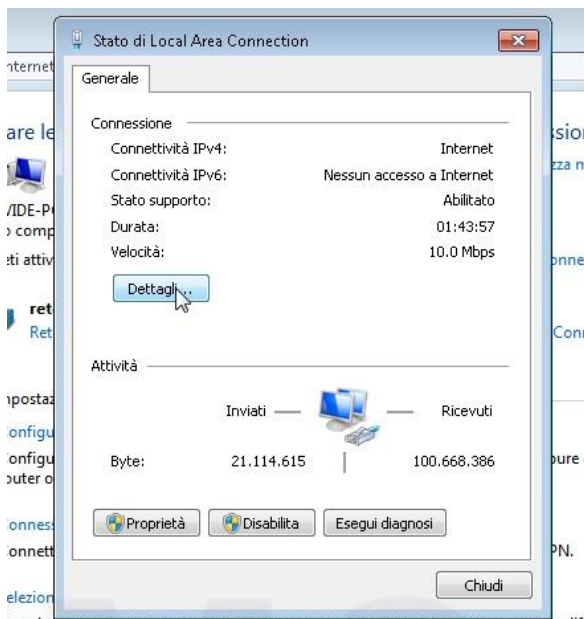 Stato di Local Area Connection
Generale
Connessione
Connettività IPv4: Internet
Connettività IPv6: Nessun accesso a Internet
Stato supporto: Abilitato
Durata: 01:43:57
Velocità: 10.0 Mbps
Dettagli...
Attività
Inviati Ricevuti
Byte: 21.114.615 100.668.386
Proprietà Disabilita Esegui diagnosi
Chiudi